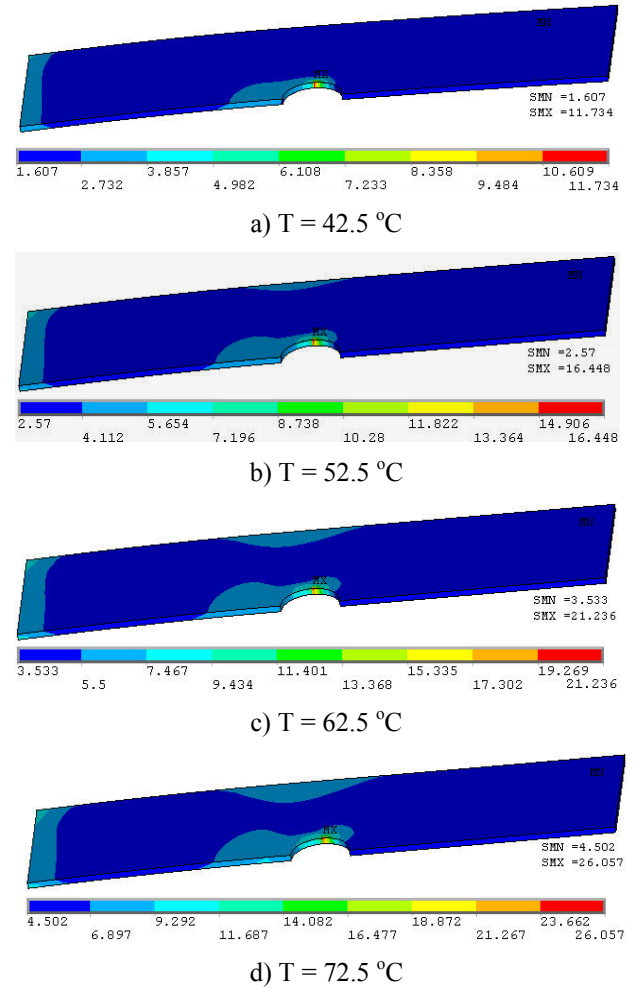 MN
MX
SMN =1.607
SMX =11.734
1.607 3.857 6.108 8.358 10.609
2.732 4.982 7.233 9.484 11.734
a) T = 42.5 °C
MN
MX
SMN =2.57
SMX =16.448
2.57 5.654 8.738 11.822 14.906
4.112 7.196 10.28 13.364 16.448
b) T = 52.5 °C
MN
MX
SMN =3.533
SMX =21.236
3.533 7.467 11.401 15.335 19.269
5.5 9.434 13.368 17.302 21.236
c) T = 62.5 °C
MN
MX
SMN =4.502
SMX =26.057
4.502 9.292 14.082 18.872 23.662
6.897 11.687 16.477 21.267 26.057
d) T = 72.5 °C